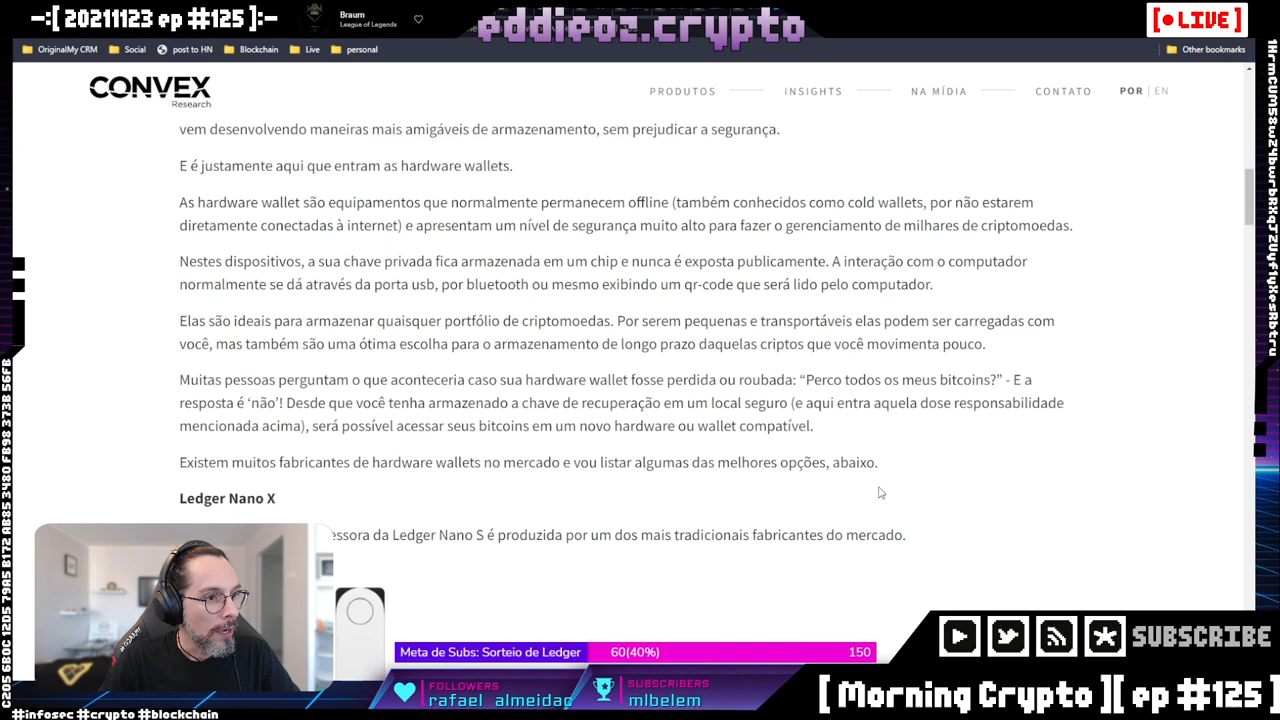 -:[ 20211123 ep #125 ]:-
Braum
League of Legends
eddieoz.crypto
[ LIVE ]
OriginalMy CRM
Social
post to HN
Blockchain
Live
personal
Other bookmarks
CONVEX
Research
PRODUTOS
INSIGHTS
NA MÍDIA
CONTATO
POR | EN
vem desenvolvendo maneiras mais amigáveis de armazenamento, sem prejudicar a segurança.
E é justamente aqui que entram as hardware wallets.
As hardware wallet são equipamentos que normalmente permanecem offline (também conhecidos como cold wallets, por não estarem
diretamente conectadas à internet) e apresentam um nível de segurança muito alto para fazer o gerenciamento de milhares de criptomoedas.
Nestes dispositivos, a sua chave privada fica armazenada em um chip e nunca é exposta publicamente. A interação com o computador
normalmente se dá através da porta usb, por bluetooth ou mesmo exibindo um qr-code que será lido pelo computador.
Elas são ideais para armazenar quaisquer portfólio de criptomoedas. Por serem pequenas e transportáveis elas podem ser carregadas com
você, mas também são uma ótima escolha para o armazenamento de longo prazo daquelas criptos que você movimenta pouco.
Muitas pessoas perguntam o que aconteceria caso sua hardware wallet fosse perdida ou roubada: “Perco todos os meus bitcoins?” - E a
resposta é ‘não’! Desde que você tenha armazenado a chave de recuperação em um local seguro (e aqui entra aquela dose responsabilidade
mencionada acima), será possível acessar seus bitcoins em um novo hardware ou wallet compatível.
Existem muitos fabricantes de hardware wallets no mercado e vou listar algumas das melhores opções, abaixo.
Ledger Nano X
essora da Ledger Nano S é produzida por um dos mais tradicionais fabricantes do mercado.
Meta de Subs: Sorteio de Ledger
60(40%)
150
SUBSCRIBE
FOLLOWERS
rafael_almeidac
SUBSCRIBERS
mlbelem
[ Morning Crypto ][ ep #125 ]
#infosec #crypto #blockchain